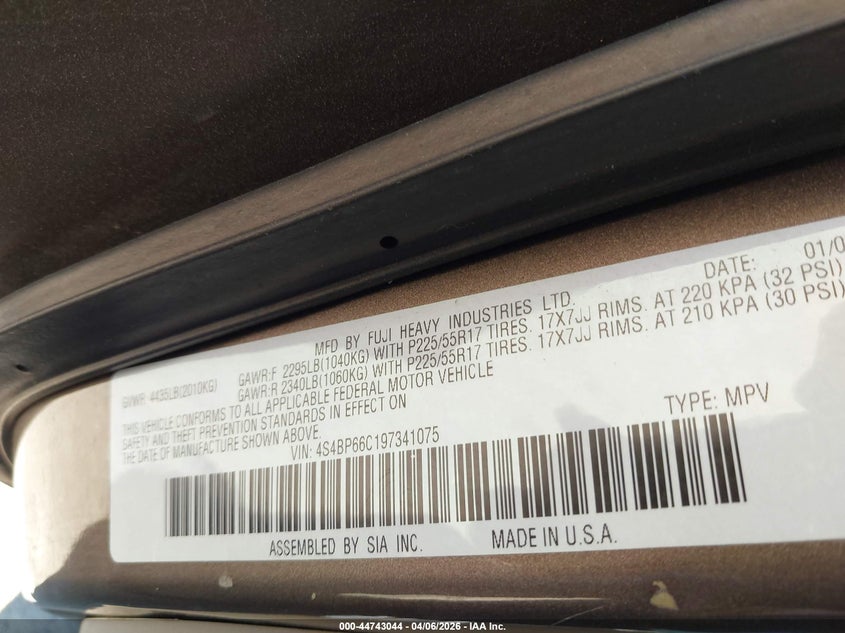 MFD BY FUJI HEAVY INDUSTRIES LTD. DATE: 01/0
GVWR: 4435LB(2010KG) GAWR:F 2295LB(1040KG) WITH P225/55R17 TIRES. 17X7JJ RIMS. AT 220 KPA (32 PSI)
GAWR:R 2340LB(1060KG) WITH P225/55R17 TIRES. 17X7JJ RIMS. AT 210 KPA (30 PSI)
THIS VEHICLE CONFORMS TO ALL APPLICABLE FEDERAL MOTOR VEHICLE
SAFETY AND THEFT PREVENTION STANDARDS IN EFFECT ON
THE DATE OF MANUFACTURE SHOWN ABOVE.
VIN: 4S4BP66C197341075 TYPE: MPV
ASSEMBLED BY SIA INC. MADE IN U.S.A.
000-44743044 - 04/06/2026 - IAA Inc.